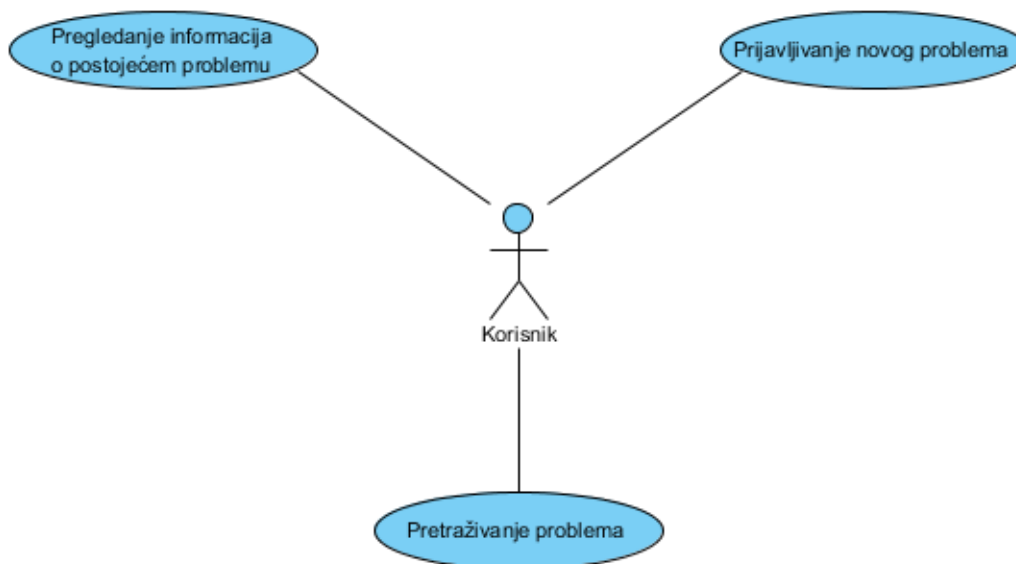 Pregledanje informacija
o postojećem problemu
Prijavljivanje novog problema
Korisnik
Pretraživanje problema